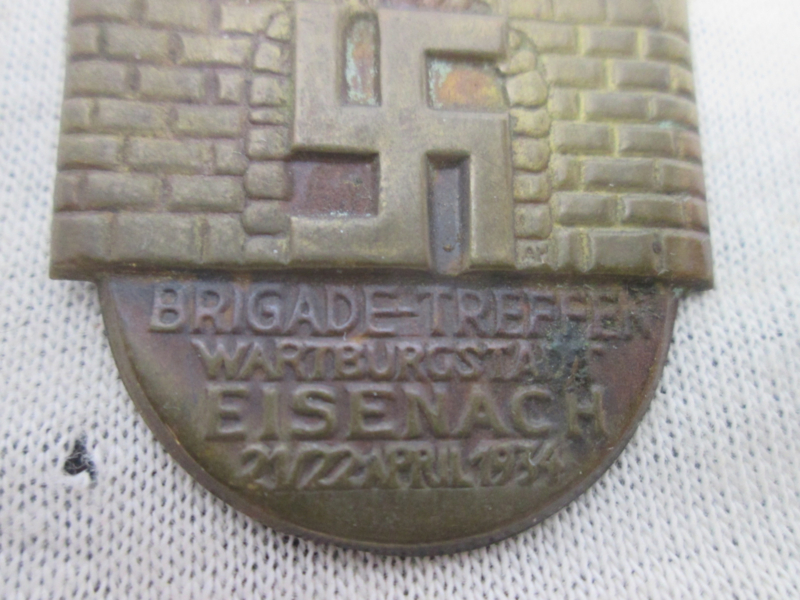 BRIGADE-TREFFEN
WARTBURGSTADT
EISENACH
21/22 APRIL 1934